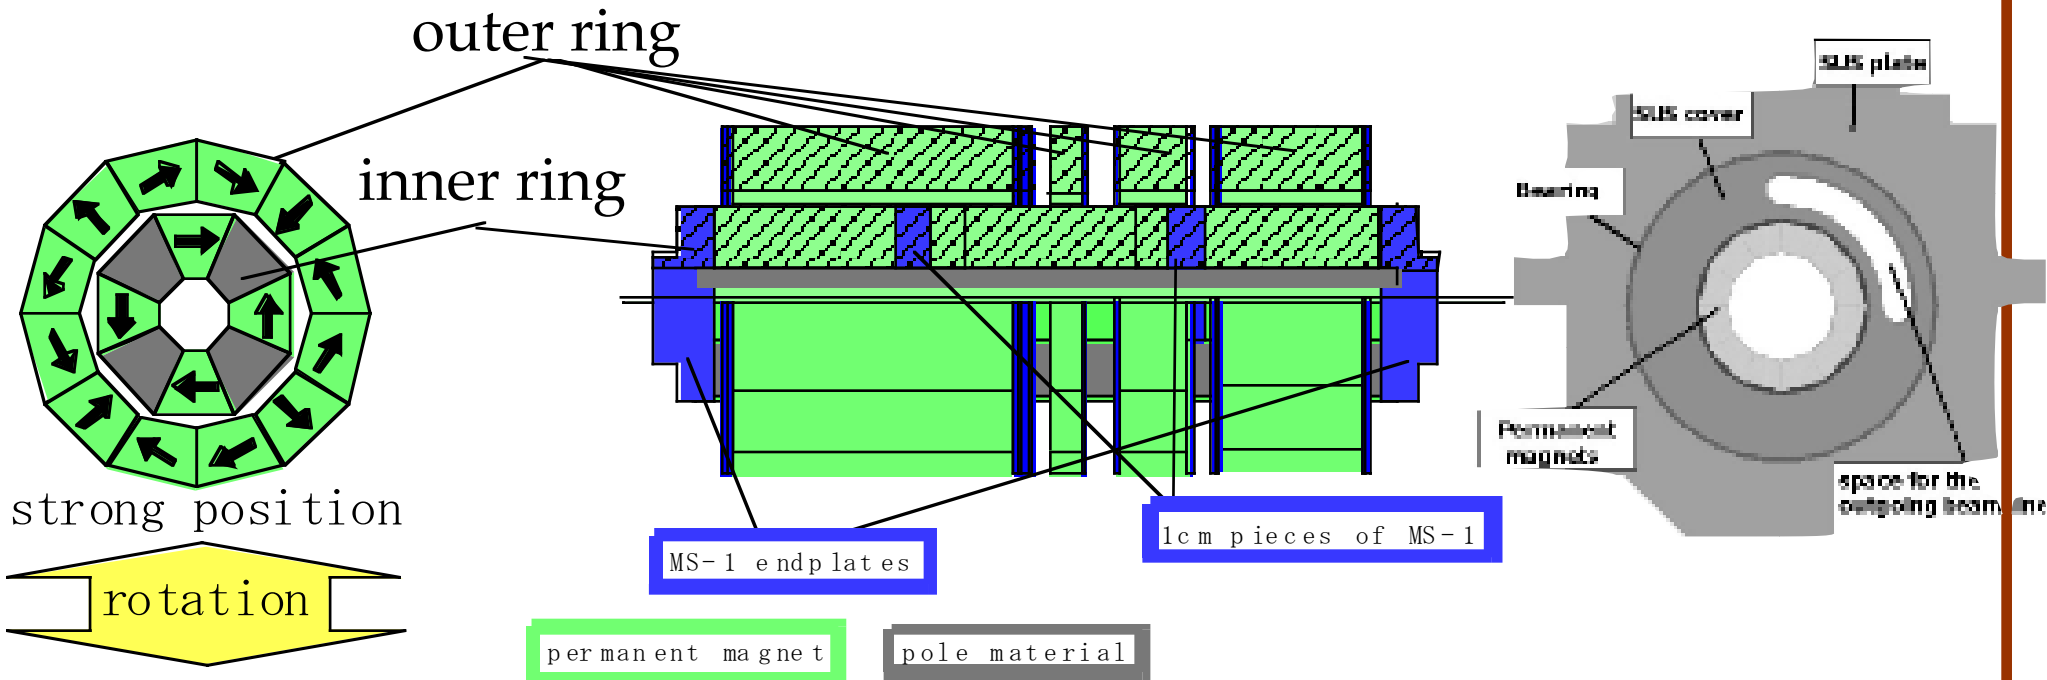 outer ring
inner ring
strong position
rotation
MS-1 endplates
1cm pieces of MS-1
permanent magnet
pole material
SUS plate
SUS cover
Bearing
Permanent
magnets
space for the
outgoing beam line